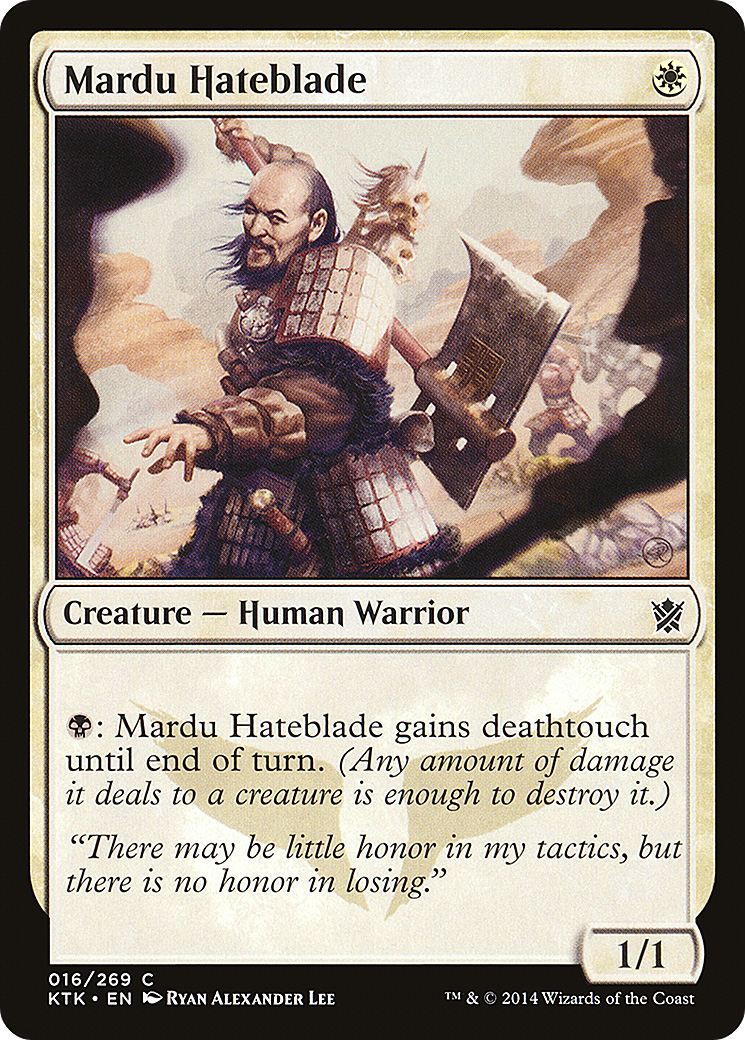 Mardu Hateblade
Creature — Human Warrior
: Mardu Hateblade gains deathtouch
until end of turn. (Any amount of damage
it deals to a creature is enough to destroy it.)
“There may be little honor in my tactics, but
there is no honor in losing.”
1/1
016/269 C
KTK • EN Ryan Alexander Lee
™ & © 2014 Wizards of the Coast